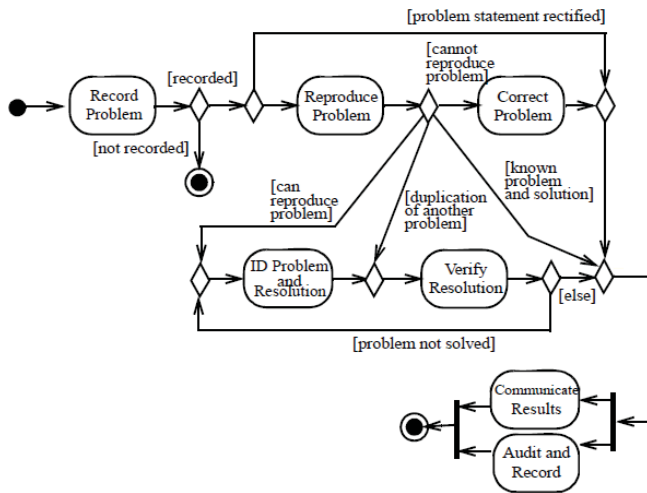 [problem statement rectified]
[recorded]
[cannot
reproduce
problem]
Record
Problem
Reproduce
Problem
Correct
Problem
[not recorded]
[can
reproduce
problem]
[duplication
of another
problem]
[known
problem
and solution]
ID Problem
and
Resolution
Verify
Resolution
[else]
[problem not solved]
Communicate
Results
Audit and
Record